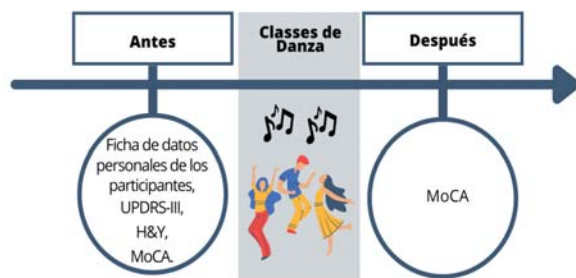 Antes
Classes de
Danza
Después
Ficha de datos
personales de los
participantes,
UPDRS-III,
H&Y,
MoCA.
MoCA